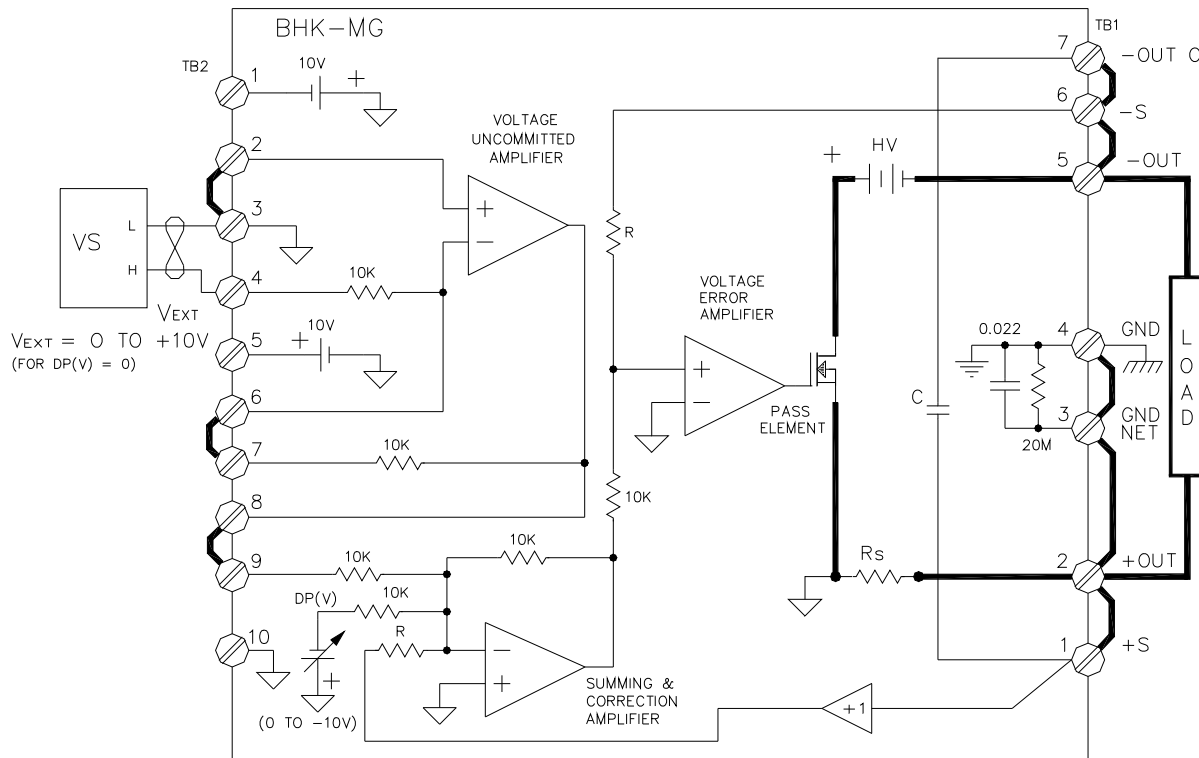 BHK-MG
TB2
TB1
1
10V
+
2
3
VS
L
H
4
10K
VEXT
VEXT = 0 TO +10V
(FOR DP(V) = 0)
5
+
10V
6
7
10K
8
9
10K
10K
DP(V)
10K
R
10
+
(0 TO -10V)
VOLTAGE
UNCOMMITTED
AMPLIFIER
+
−
R
10K
VOLTAGE
ERROR
AMPLIFIER
+
−
PASS
ELEMENT
−
+
SUMMING &
CORRECTION
AMPLIFIER
+1
+
HV
Rs
C
0.022
20M
7
-OUT
6
-S
5
-OUT
4
GND
3
GND
NET
2
+OUT
1
+S
LOAD